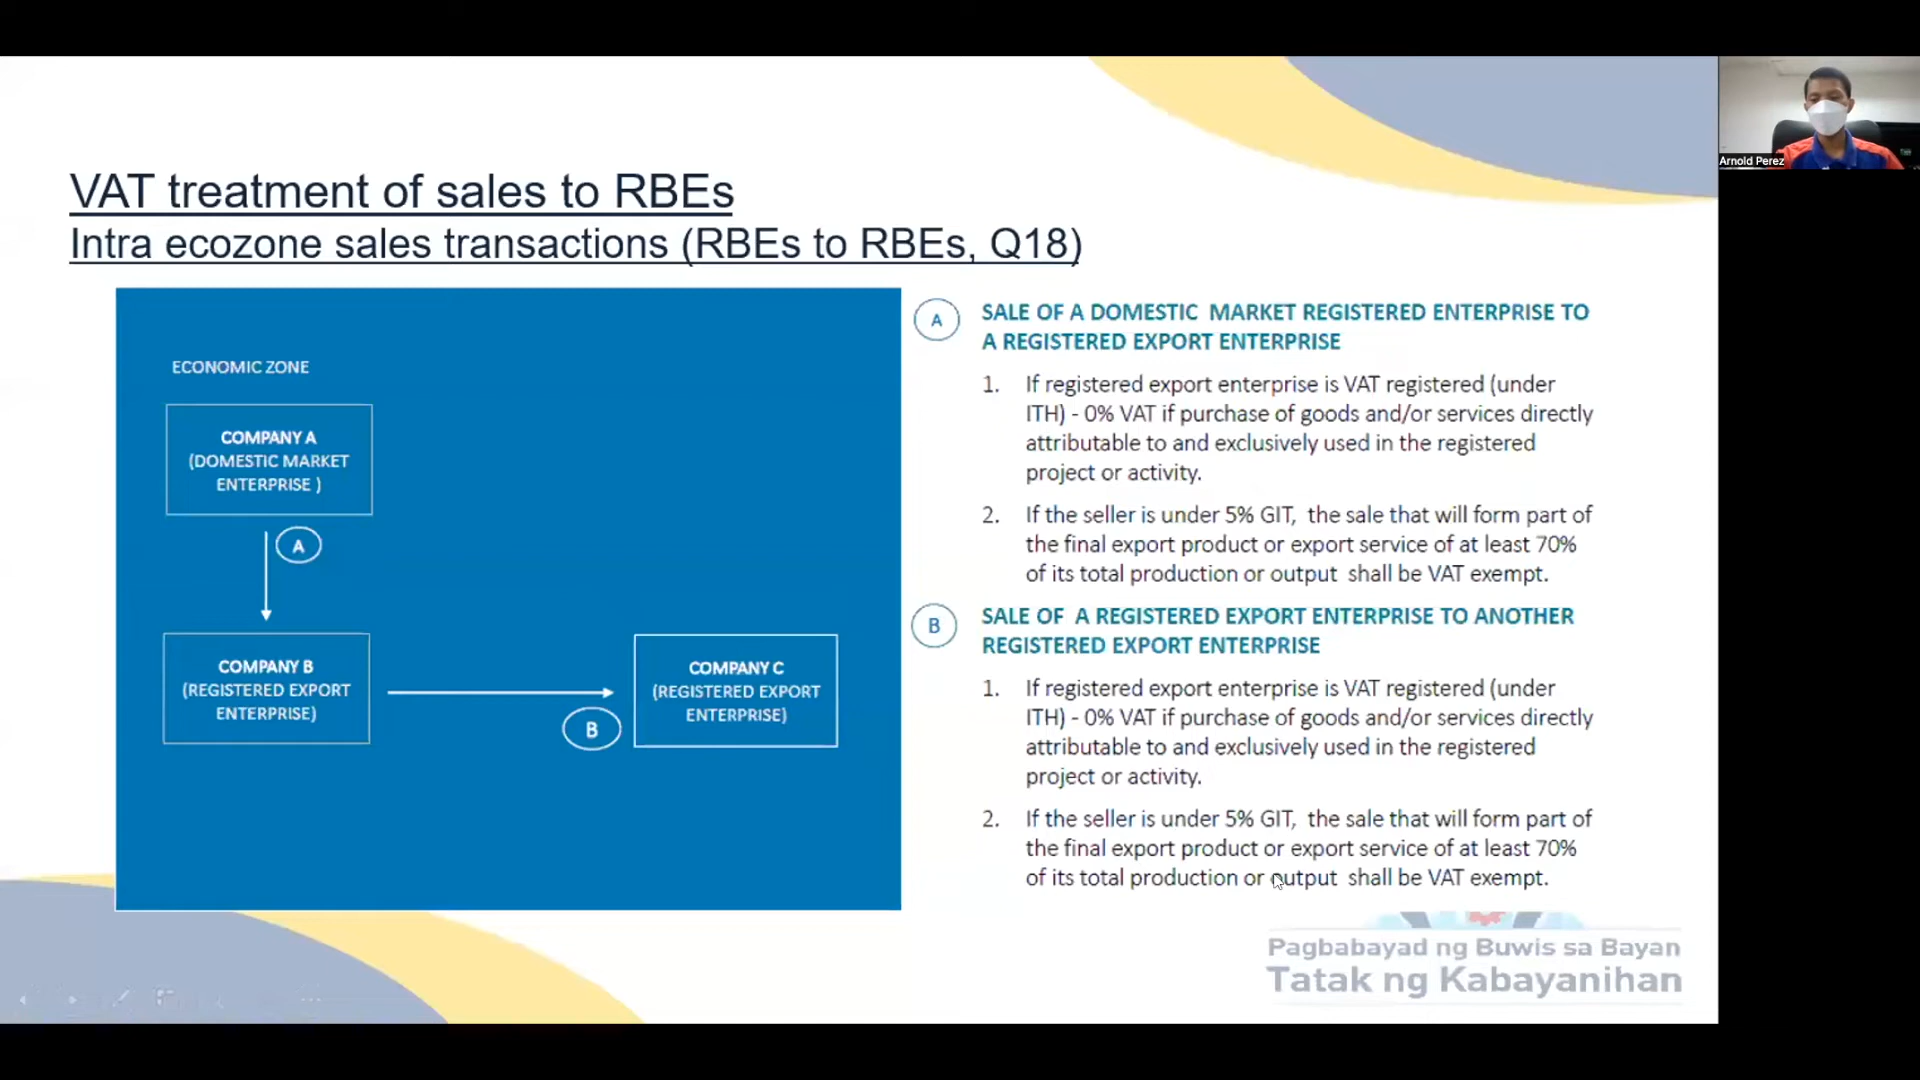 Arnold Perez
VAT treatment of sales to RBEs
Intra ecozone sales transactions (RBEs to RBEs, Q18)
ECONOMIC ZONE
COMPANY A
(DOMESTIC MARKET
ENTERPRISE )
A
COMPANY B
(REGISTERED EXPORT
ENTERPRISE)
B
COMPANY C
(REGISTERED EXPORT
ENTERPRISE)
A
SALE OF A DOMESTIC MARKET REGISTERED ENTERPRISE TO
A REGISTERED EXPORT ENTERPRISE
1. If registered export enterprise is VAT registered (under
ITH) - 0% VAT if purchase of goods and/or services directly
attributable to and exclusively used in the registered
project or activity.
2. If the seller is under 5% GIT, the sale that will form part of
the final export product or export service of at least 70%
of its total production or output shall be VAT exempt.
B
SALE OF A REGISTERED EXPORT ENTERPRISE TO ANOTHER
REGISTERED EXPORT ENTERPRISE
1. If registered export enterprise is VAT registered (under
ITH) - 0% VAT if purchase of goods and/or services directly
attributable to and exclusively used in the registered
project or activity.
2. If the seller is under 5% GIT, the sale that will form part of
the final export product or export service of at least 70%
of its total production or output shall be VAT exempt.
Pagbabayad ng Buwis sa Bayan
Tatak ng Kabayanihan